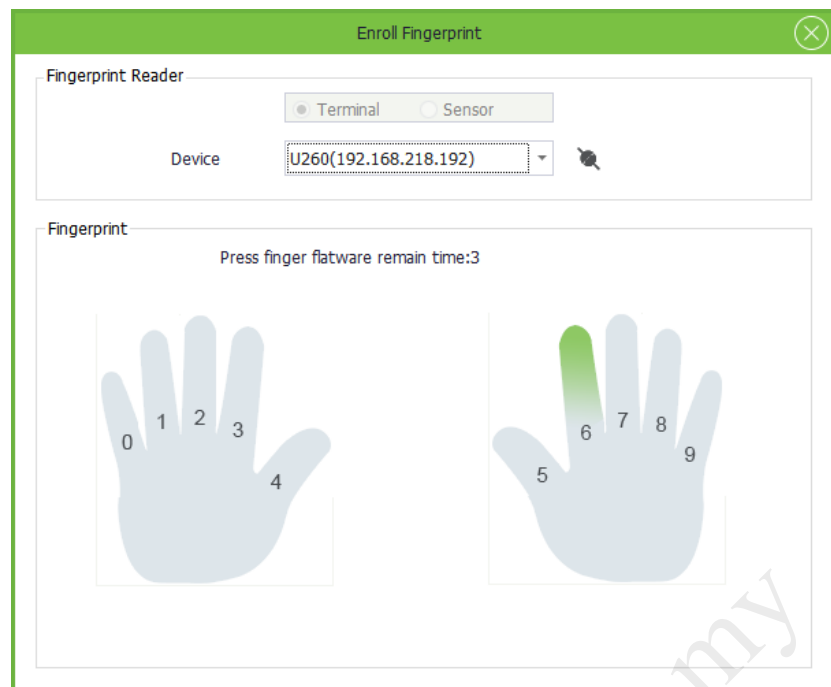 Enroll Fingerprint
Fingerprint Reader
Terminal Sensor
Device U260(192.168.218.192)
Fingerprint
Press finger flatware remain time:3
0 1 2 3 4 5 6 7 8 9
my